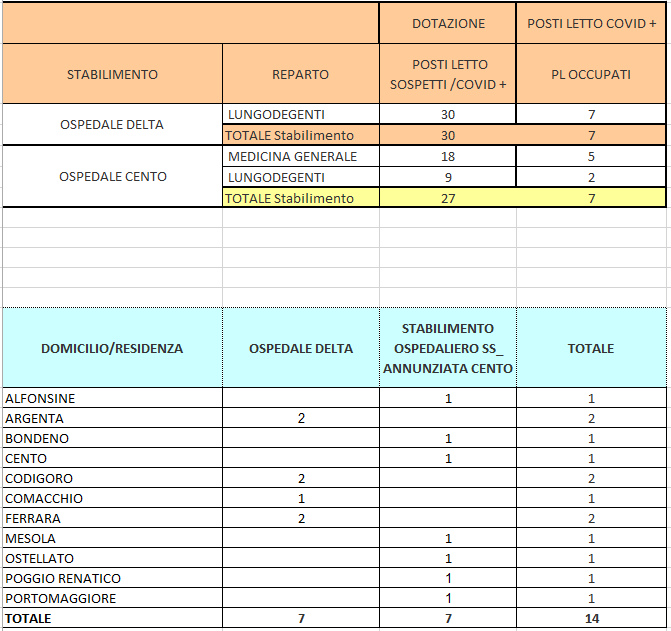 DOTAZIONE POSTI LETTO COVID +
STABILIMENTO REPARTO POSTI LETTO SOSPETTI /COVID + PL OCCUPATI
OSPEDALE DELTA LUNGODEGENTI 30 7
TOTALE Stabilimento 30 7
OSPEDALE CENTO MEDICINA GENERALE 18 5
LUNGODEGENTI 9 2
TOTALE Stabilimento 27 7
DOMICILIO/RESIDENZA OSPEDALE DELTA STABILIMENTO OSPEDALIERO SS_ ANNUNZIATA CENTO TOTALE
ALFONSINE 1 1
ARGENTA 2 2
BONDENO 1 1
CENTO 1 1
CODIGORO 2 2
COMACCHIO 1 1
FERRARA 2 2
MESOLA 1 1
OSTELLATO 1 1
POGGIO RENATICO 1 1
PORTOMAGGIORE 1 1
TOTALE 7 7 14